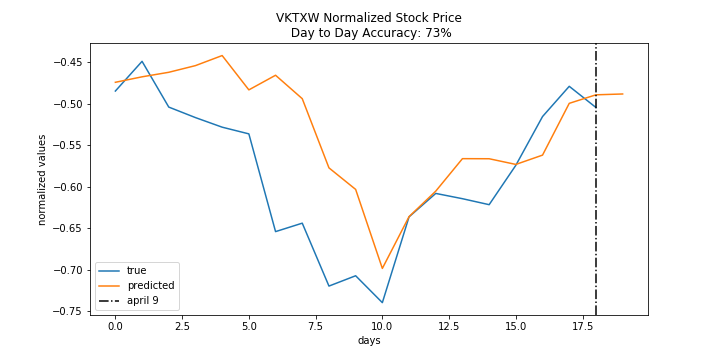 VKTXW Normalized Stock Price
Day to Day Accuracy: 73%
normalized values
−0.45
−0.50
−0.55
−0.60
−0.65
−0.70
−0.75
true
predicted
april 9
0.0 2.5 5.0 7.5 10.0 12.5 15.0 17.5
days